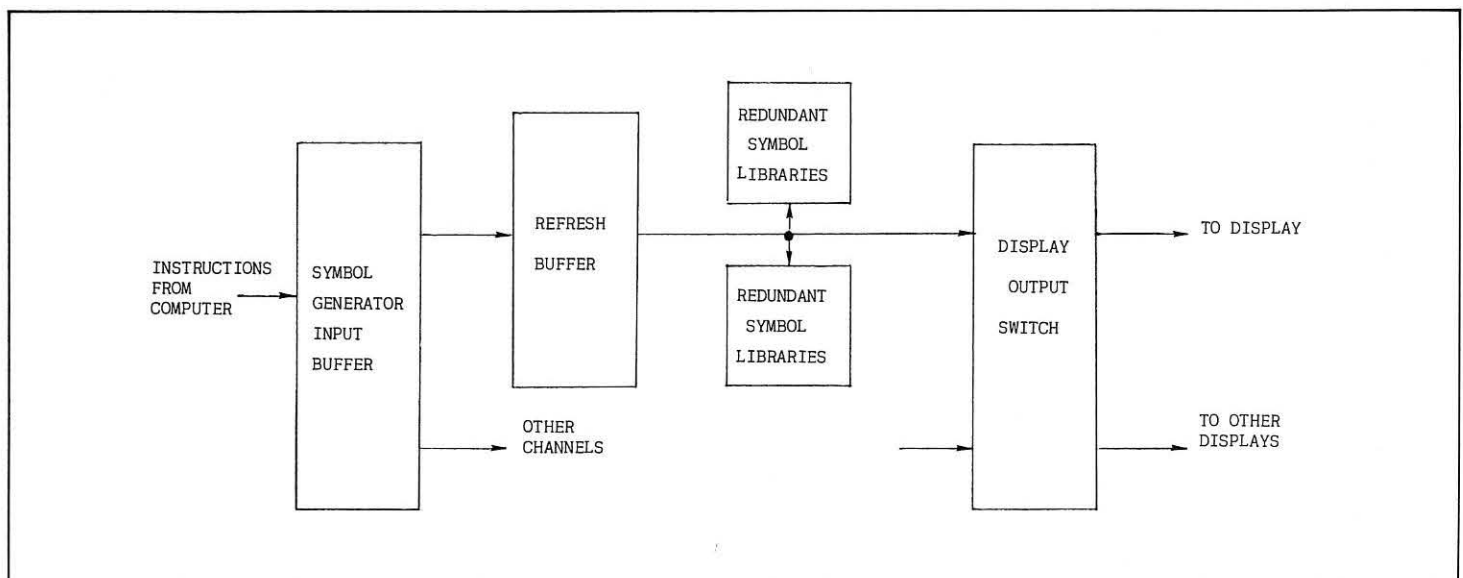 INSTRUCTIONS
FROM
COMPUTER
SYMBOL
GENERATOR
INPUT
BUFFER
REFRESH
BUFFER
OTHER
CHANNELS
REDUNDANT
SYMBOL
LIBRARIES
REDUNDANT
SYMBOL
LIBRARIES
DISPLAY
OUTPUT
SWITCH
TO DISPLAY
TO OTHER
DISPLAYS